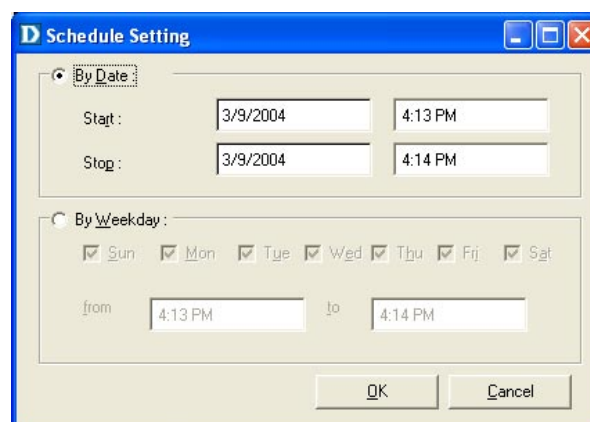 D Schedule Setting
By Date :
Start : 3/9/2004 4:13 PM
Stop : 3/9/2004 4:14 PM
By Weekday :
Sun Mon Tue Wed Thu Fri Sat
from 4:13 PM to 4:14 PM
OK Cancel